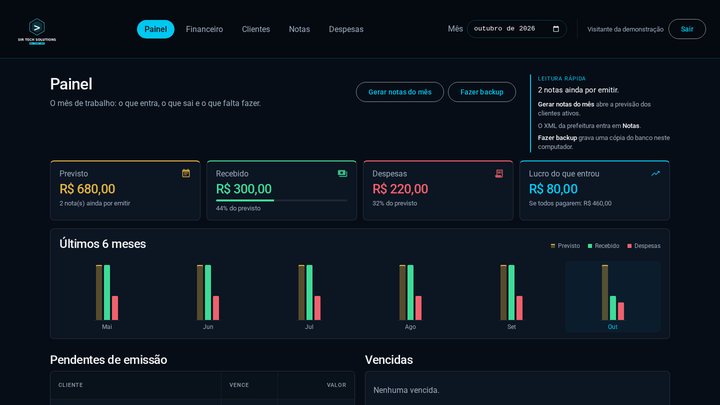 SIR TECH SOLUTIONS
Painel
Financeiro
Clientes
Notas
Despesas
Mês
outubro de 2026
Visitante da demonstração
Sair
Painel
O mês de trabalho: o que entra, o que sai e o que falta fazer.
Gerar notas do mês
Fazer backup
LEITURA RÁPIDA
2 notas ainda por emitir.
Gerar notas do mês abre a previsão dos
clientes ativos.
O XML da prefeitura entra em Notas.
Fazer backup grava uma cópia do banco neste
computador.
Previsto
R$ 680,00
2 nota(s) ainda por emitir
Recebido
R$ 300,00
44% do previsto
Despesas
R$ 220,00
32% do previsto
Lucro do que entrou
R$ 80,00
Se todos pagarem: R$ 460,00
Últimos 6 meses
Previsto
Recebido
Despesas
Mai
Jun
Jul
Ago
Set
Out
Pendentes de emissão
CLIENTE
VENCE
VALOR
Vencidas
Nenhuma vencida.